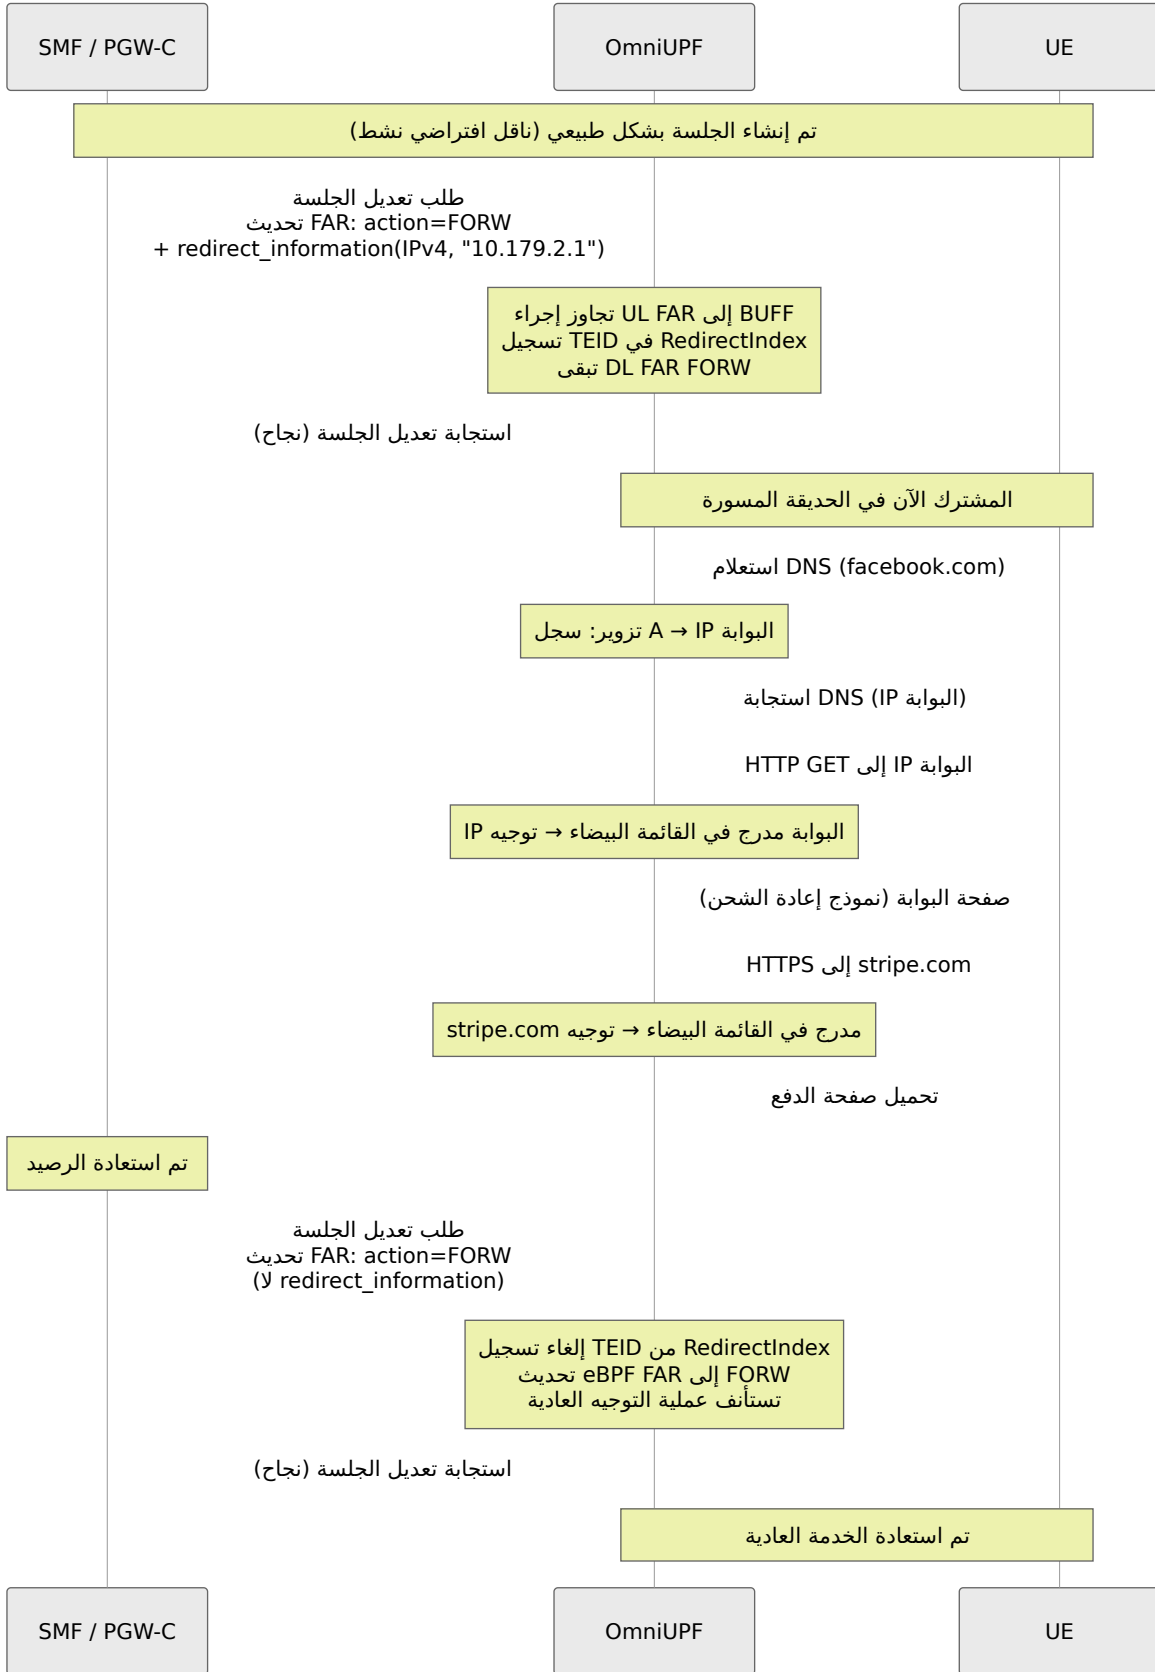 SMF / PGW-C
OmniUPF
UE
تم إنشاء الجلسة بشكل طبيعي (ناقل افتراضي نشط)
طلب تعديل الجلسة
تحديث FAR: action=FORW
+ redirect_information(IPv4, "10.179.2.1")
تجاوز إجراء UL FAR إلى BUFF
تسجيل TEID في RedirectIndex
تبقى DL FAR FORW
استجابة تعديل الجلسة (نجاح)
المشترك الآن في الحديقة المسورة
استعلام DNS (facebook.com)
تزوير: سجل A → IP البوابة
استجابة DNS (IP البوابة)
HTTP GET إلى IP البوابة
IP البوابة مدرج في القائمة البيضاء → توجيه
صفحة البوابة (نموذج إعادة الشحن)
HTTPS إلى stripe.com
stripe.com مدرج في القائمة البيضاء → توجيه
تحميل صفحة الدفع
تم استعادة الرصيد
طلب تعديل الجلسة
تحديث FAR: action=FORW
(لا redirect_information)
إلغاء تسجيل TEID من RedirectIndex
تحديث eBPF FAR إلى FORW
تستأنف عملية التوجيه العادية
استجابة تعديل الجلسة (نجاح)
تم استعادة الخدمة العادية
SMF / PGW-C
OmniUPF
UE